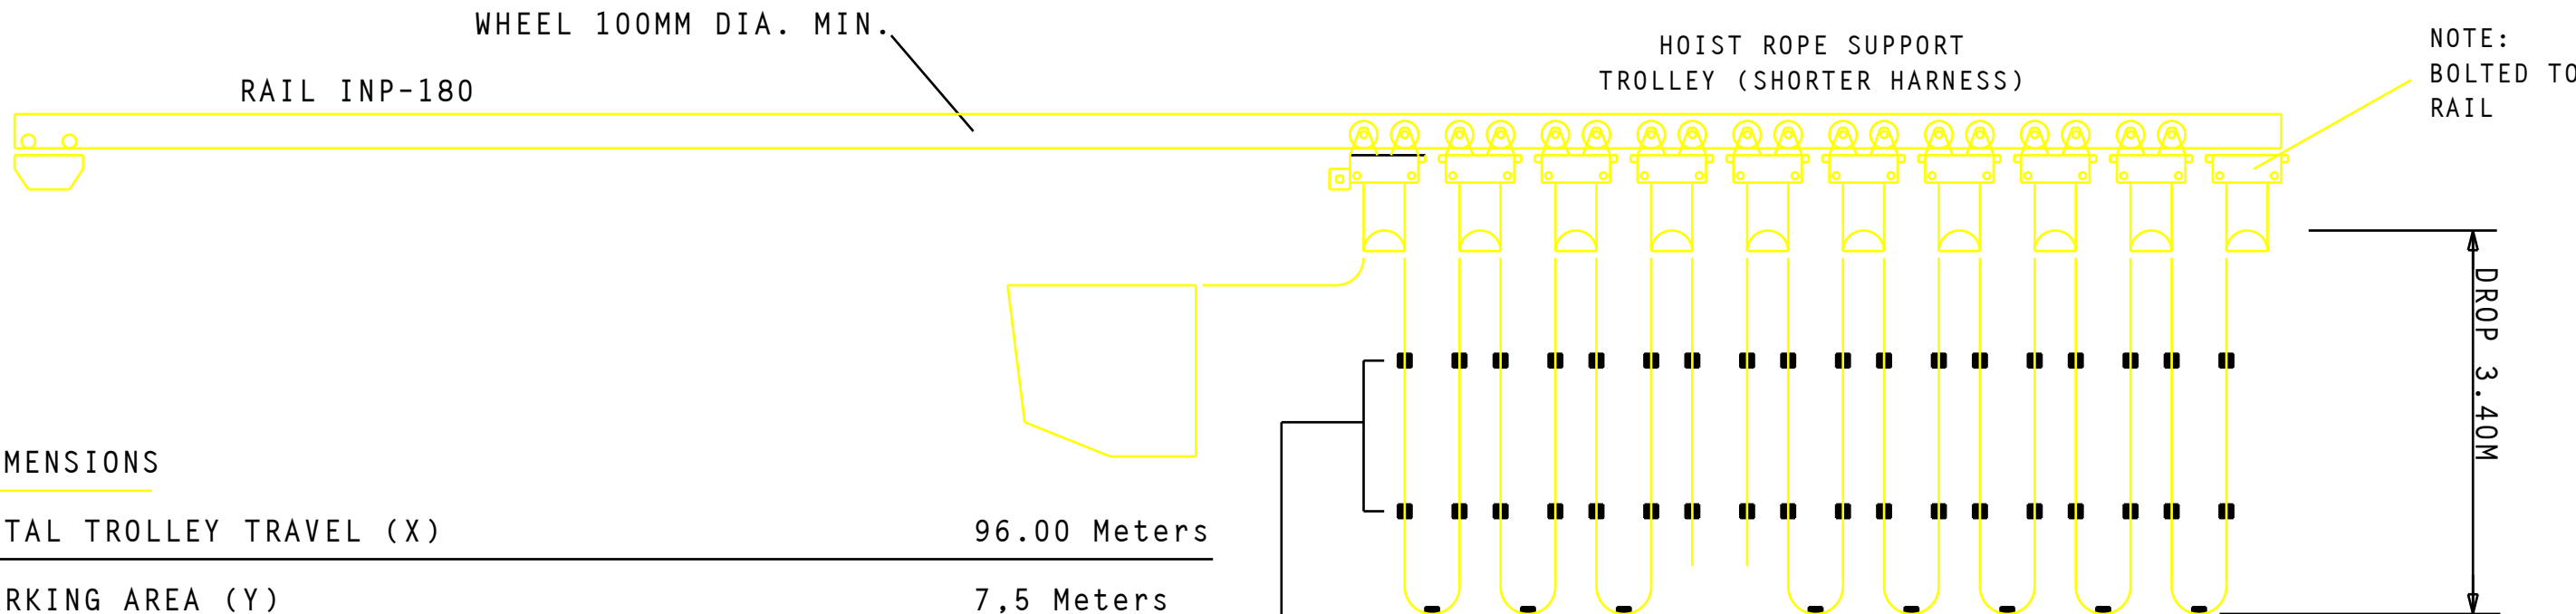 WHEEL 100MM DIA. MIN.
RAIL INP-180
HOIST ROPE SUPPORT
TROLLEY (SHORTER HARNESS)
NOTE:
BOLTED TO
RAIL
DROP 3.40M
MENSIONS
TAL TROLLEY TRAVEL (X) 96.00 Meters
RKING AREA (Y) 7,5 Meters